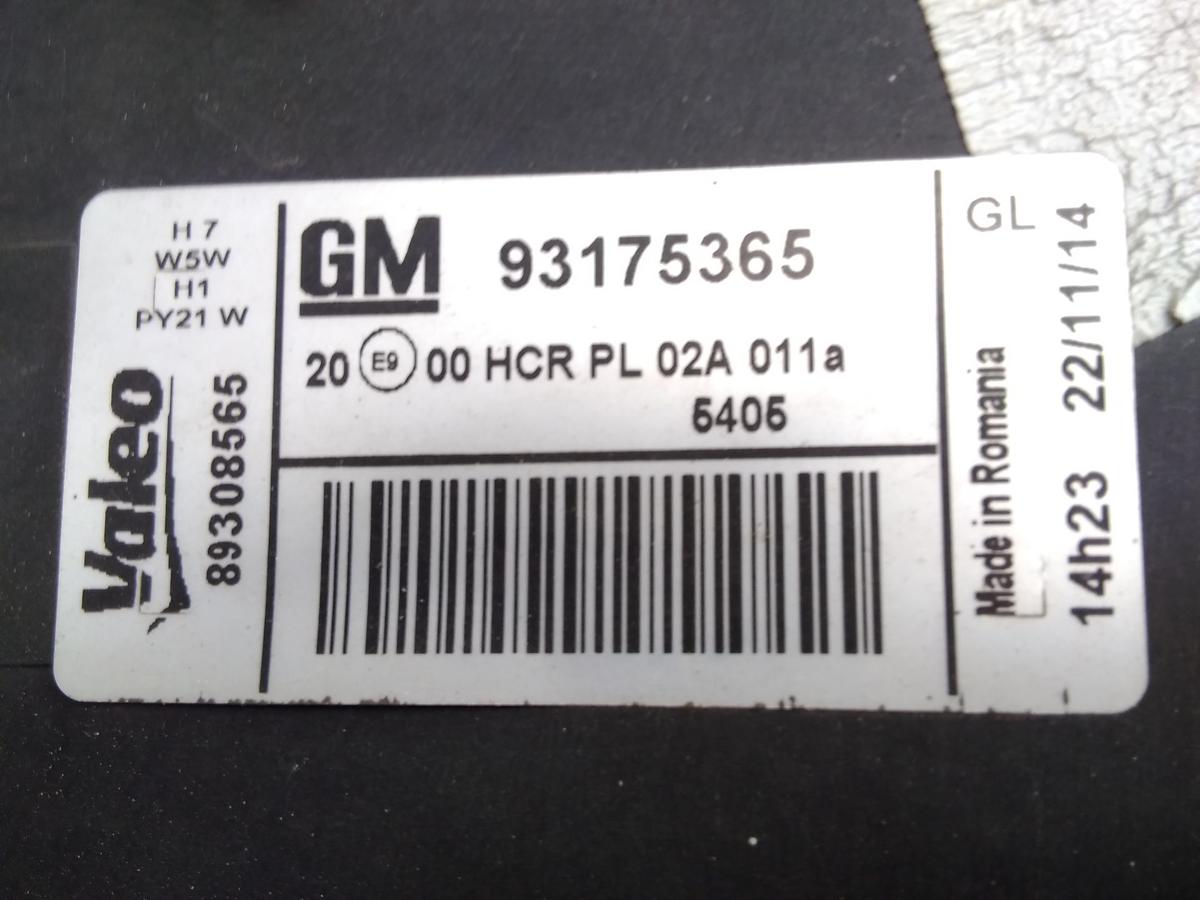 H 7
W5W
H1
PY21 W
Valeo
89308565
GM 93175365
20 E9 00 HCR PL 02A 011a
5405
GL
Made in Romania
14h23 22/11/14